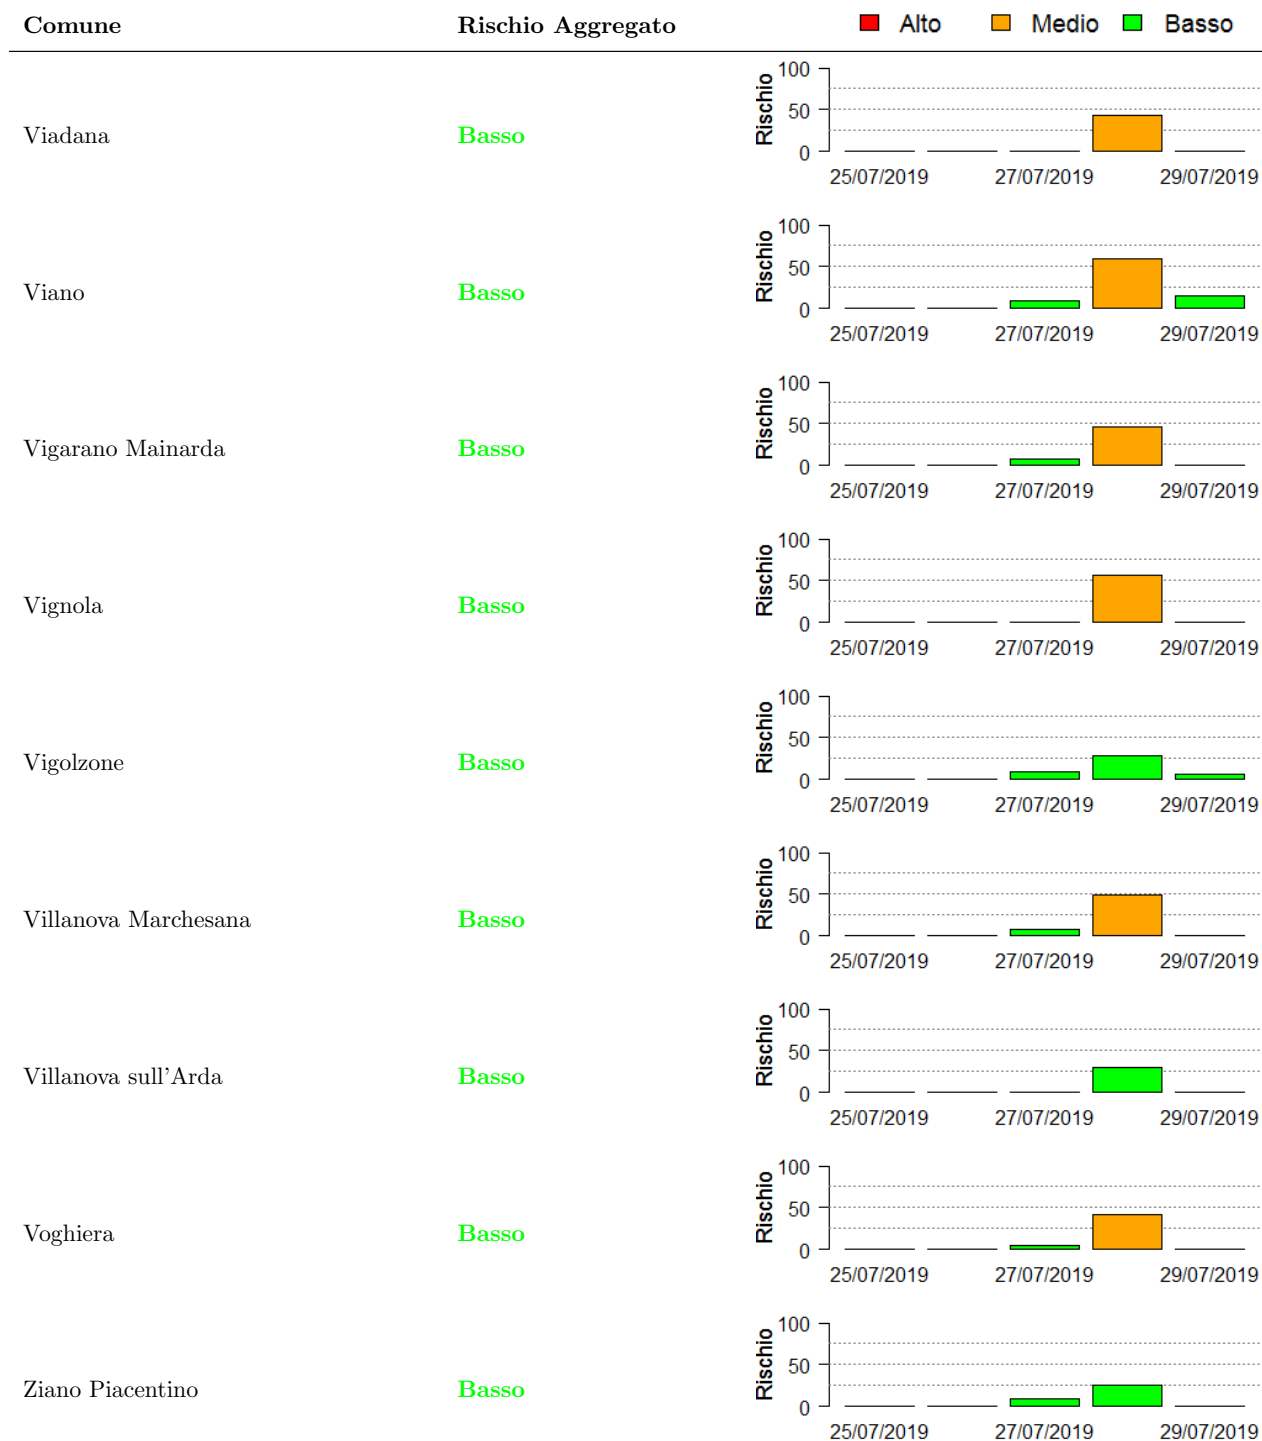 Comune Rischio Aggregato Alto Medio Basso
100
50
0
Rischio
Viadana Basso
25/07/2019 27/07/2019 29/07/2019
100
50
0
Rischio
Viano Basso
25/07/2019 27/07/2019 29/07/2019
100
50
0
Rischio
Vigarano Mainarda Basso
25/07/2019 27/07/2019 29/07/2019
100
50
0
Rischio
Vignola Basso
25/07/2019 27/07/2019 29/07/2019
100
50
0
Rischio
Vigolzone Basso
25/07/2019 27/07/2019 29/07/2019
100
50
0
Rischio
Villanova Marchesana Basso
25/07/2019 27/07/2019 29/07/2019
100
50
0
Rischio
Villanova sull'Arda Basso
25/07/2019 27/07/2019 29/07/2019
100
50
0
Rischio
Voghiera Basso
25/07/2019 27/07/2019 29/07/2019
100
50
0
Rischio
Ziano Piacentino Basso
25/07/2019 27/07/2019 29/07/2019